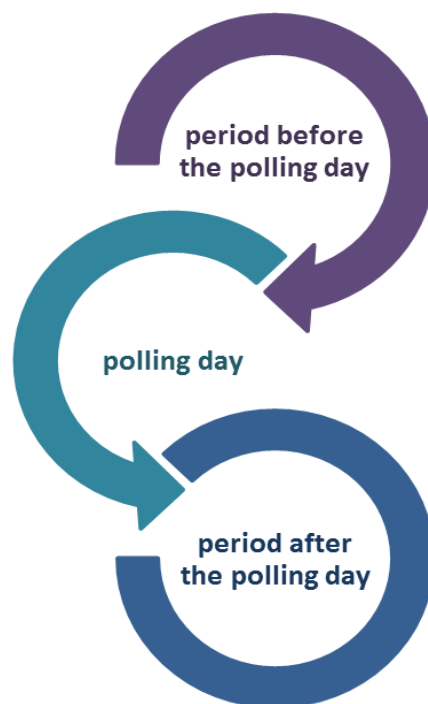 period before
the polling day
polling day
period after
the polling day